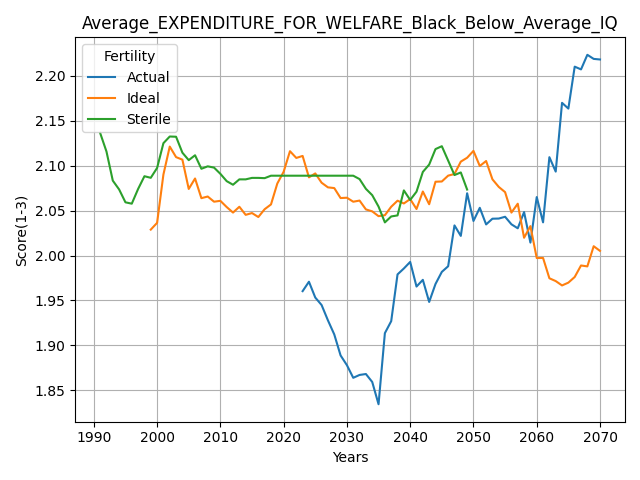 Average_EXPENDITURE_FOR_WELFARE_Black_Below_Average_IQ
Fertility
Actual
Ideal
Sterile
Score(1-3)
2.20
2.15
2.10
2.05
2.00
1.95
1.90
1.85
1990 2000 2010 2020 2030 2040 2050 2060 2070
Years